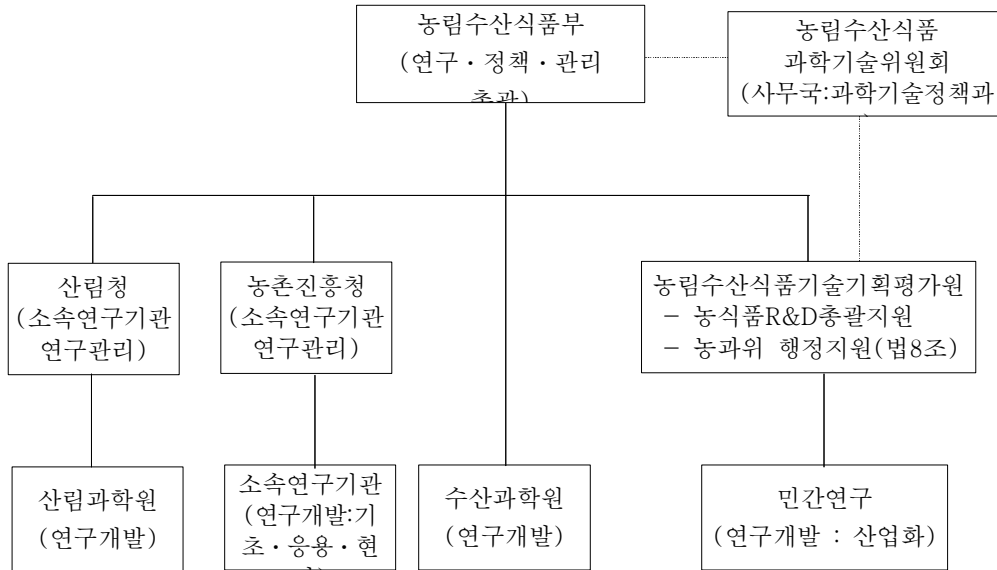 농림수산식품부
(연구・정책・관리
총괄)
농림수산식품
과학기술위원회
(사무국:과학기술정책과
산림청
(소속연구기관
연구관리)
농촌진흥청
(소속연구기관
연구관리)
농림수산식품기술기획평가원
- 농식품R&D총괄지원
- 농과위 행정지원(법8조)
산림과학원
(연구개발)
소속연구기관
(연구개발:기
초・응용・현
수산과학원
(연구개발)
민간연구
(연구개발 : 산업화)